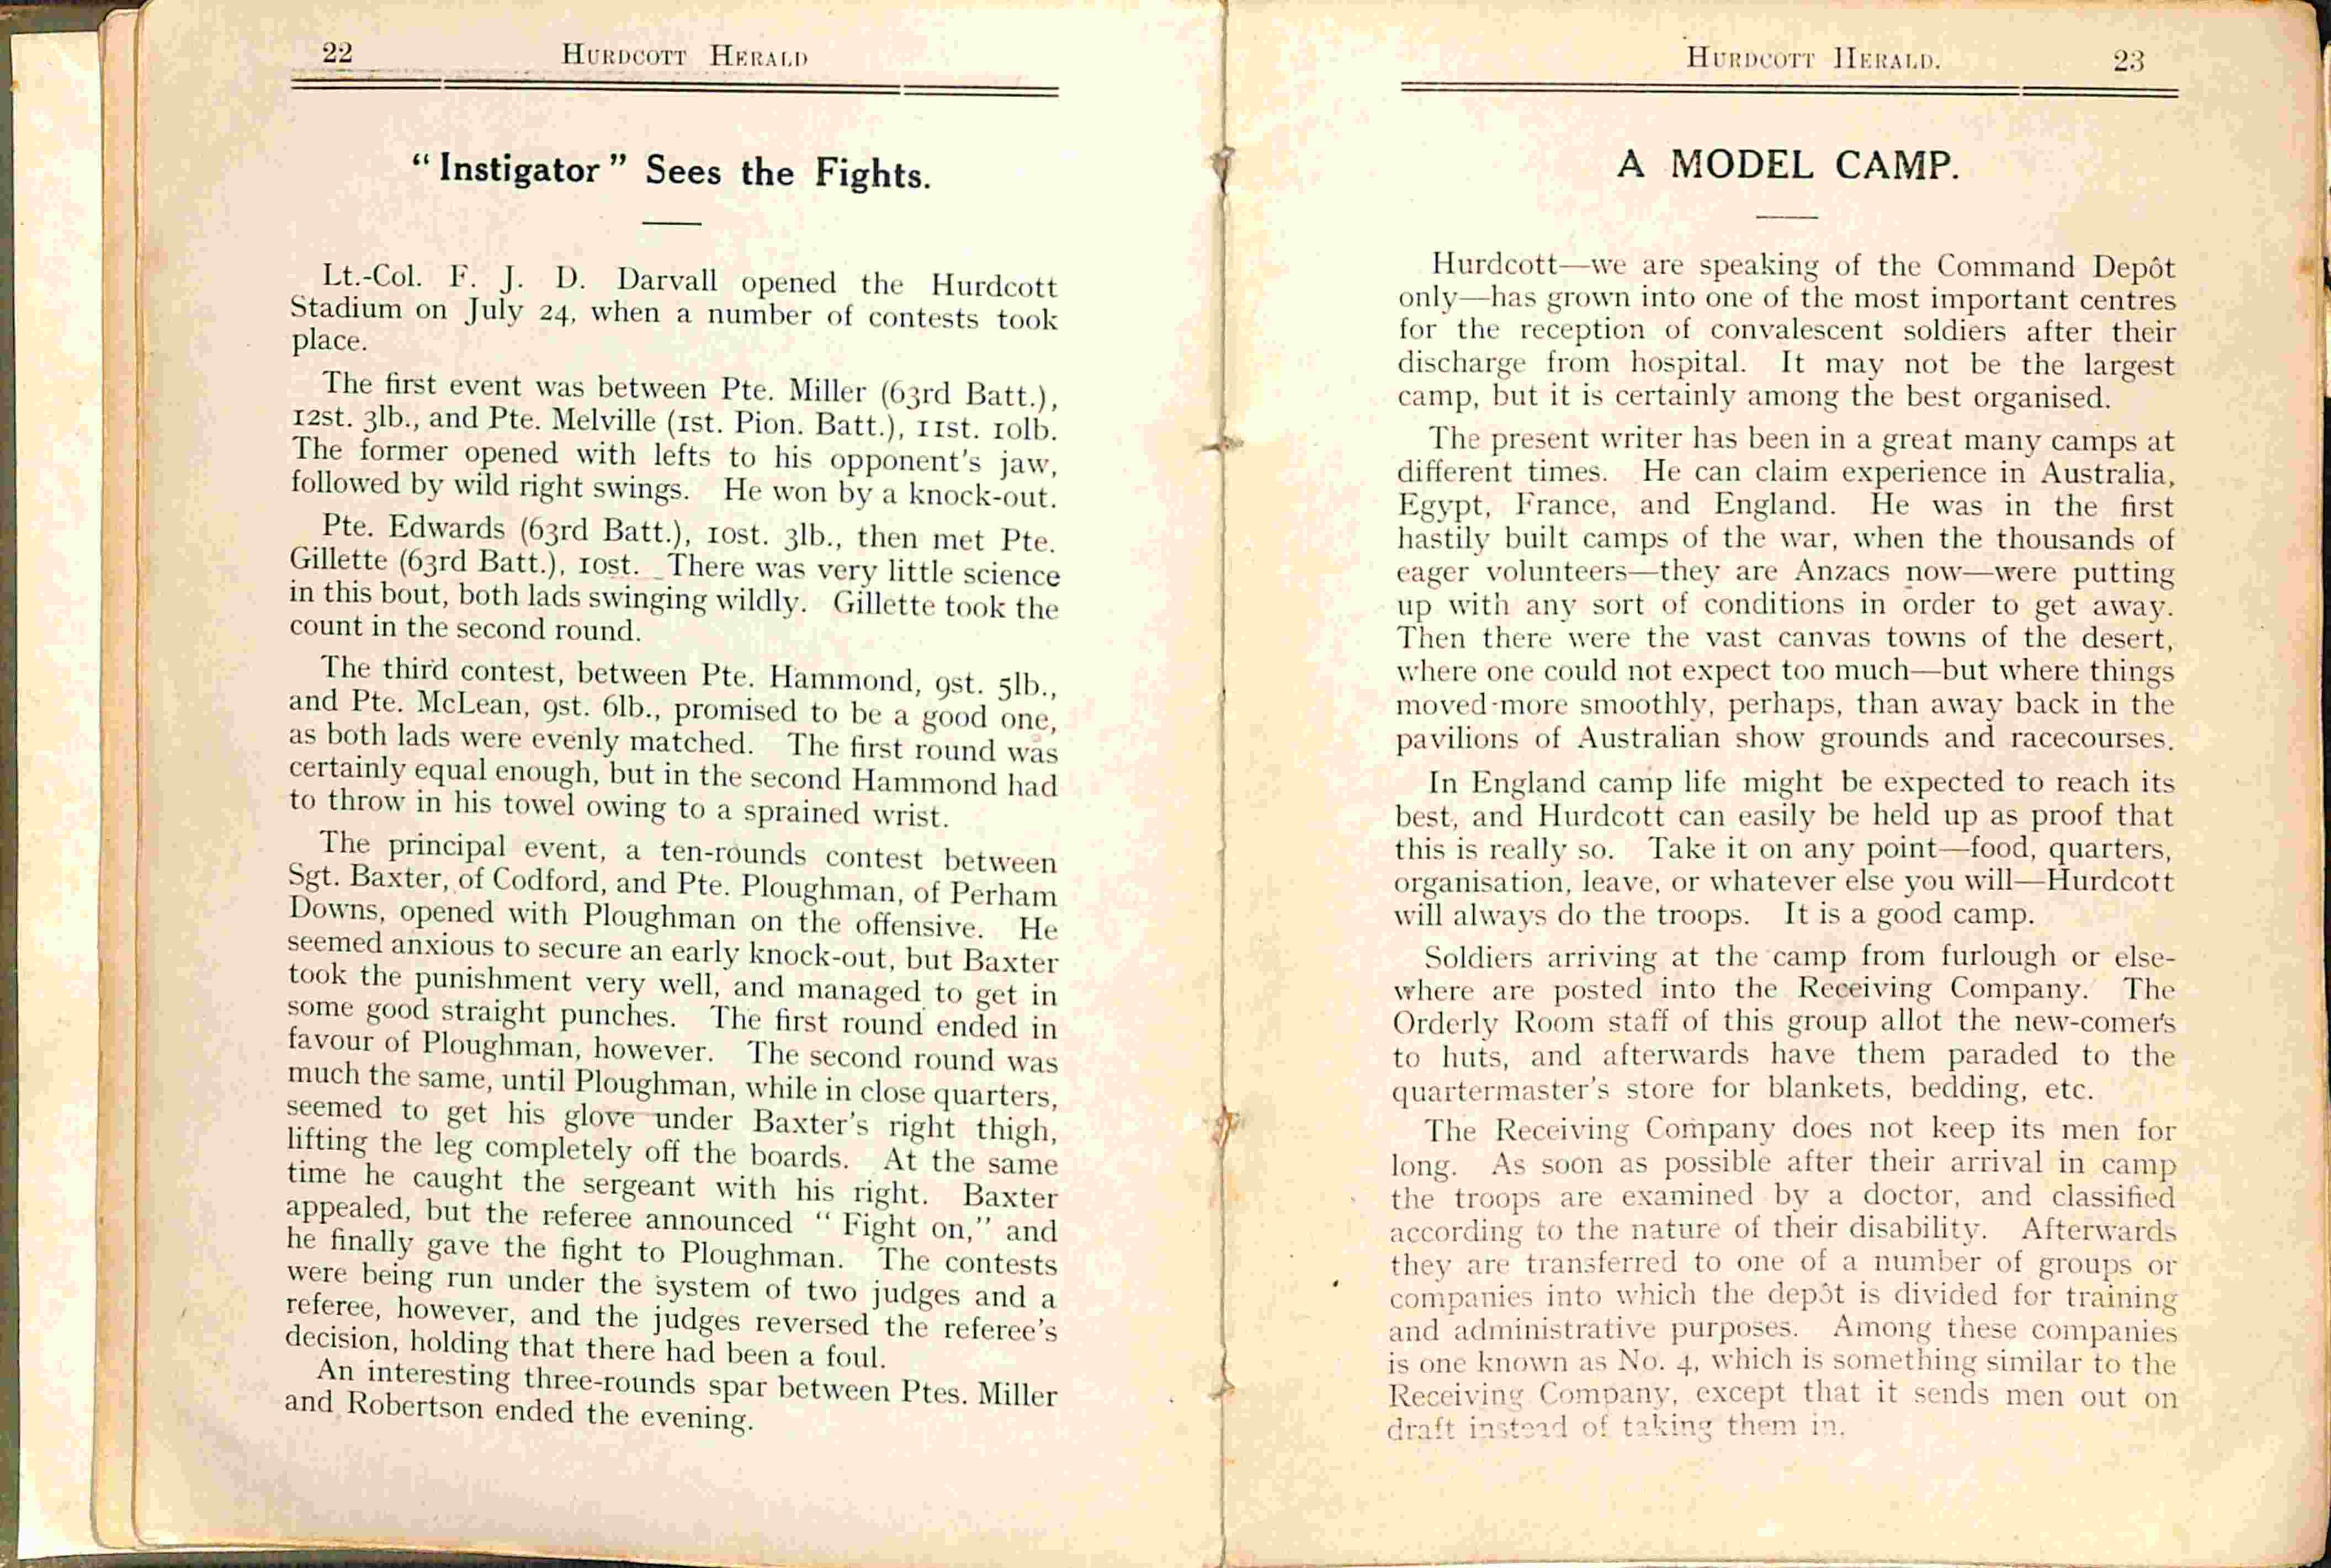 22 HURDCOTT HERALD
"Instigator" Sees the Fights.
Lt.-Col. F. J. D. Darvall opened the Hurdcott
Stadium on July 24, when a number of contests took
place.
The first event was between Pte. Miller (63rd Batt.),
12st. 3lb., and Pte. Melville (1st. Pion. Batt.), 11st. 10lb.
The former opened with lefts to his opponent's jaw,
followed by wild right swings. He won by a knock-out.
Pte. Edwards (63rd Batt.), 10st. 3lb., then met Pte.
Gillette (63rd Batt.), 10st. There was very little science
in this bout, both lads swinging wildly. Gillette took the
count in the second round.
The third contest, between Pte. Hammond, 9st. 5lb.,
and Pte. McLean, 9st. 6lb., promised to be a good one,
as both lads were evenly matched. The first round was
certainly equal enough, but in the second Hammond had
to throw in his towel owing to a sprained wrist.
The principal event, a ten-rounds contest between
Sgt. Baxter, of Codford, and Pte. Ploughman, of Perham
Downs, opened with Ploughman on the offensive. He
seemed anxious to secure an early knock-out, but Baxter
took the punishment very well, and managed to get in
some good straight punches. The first round ended in
favour of Ploughman, however. The second round was
much the same, until Ploughman, while in close quarters,
seemed to get his glove under Baxter's right thigh,
lifting the leg completely off the boards. At the same
time he caught the sergeant with his right. Baxter
appealed, but the referee announced "Fight on," and
he finally gave the fight to Ploughman. The contests
were being run under the system of two judges and a
referee, however, and the judges reversed the referee's
decision, holding that there had been a foul.
An interesting three-rounds spar between Ptes. Miller
and Robertson ended the evening.
HURDCOTT HERALD. 23
A MODEL CAMP.
Hurdcott—we are speaking of the Command Depôt
only—has grown into one of the most important centres
for the reception of convalescent soldiers after their
discharge from hospital. It may not be the largest
camp, but it is certainly among the best organised.
The present writer has been in a great many camps at
different times. He can claim experience in Australia,
Egypt, France, and England. He was in the first
hastily built camps of the war, when the thousands of
eager volunteers—they are Anzacs now—were putting
up with any sort of conditions in order to get away.
Then there were the vast canvas towns of the desert,
where one could not expect too much—but where things
moved more smoothly, perhaps, than away back in the
pavilions of Australian show grounds and racecourses.
In England camp life might be expected to reach its
best, and Hurdcott can easily be held up as proof that
this is really so. Take it on any point—food, quarters,
organisation, leave, or whatever else you will—Hurdcott
will always do the troops. It is a good camp.
Soldiers arriving at the camp from furlough or else-
where are posted into the Receiving Company. The
Orderly Room staff of this group allot the new-comers
to huts, and afterwards have them paraded to the
quartermaster's store for blankets, bedding, etc.
The Receiving Company does not keep its men for
long. As soon as possible after their arrival in camp
the troops are examined by a doctor, and classified
according to the nature of their disability. Afterwards
they are transferred to one of a number of groups or
companies into which the depôt is divided for training
and administrative purposes. Among these companies
is one known as No. 4, which is something similar to the
Receiving Company, except that it sends men out on
draft instead of taking them in.